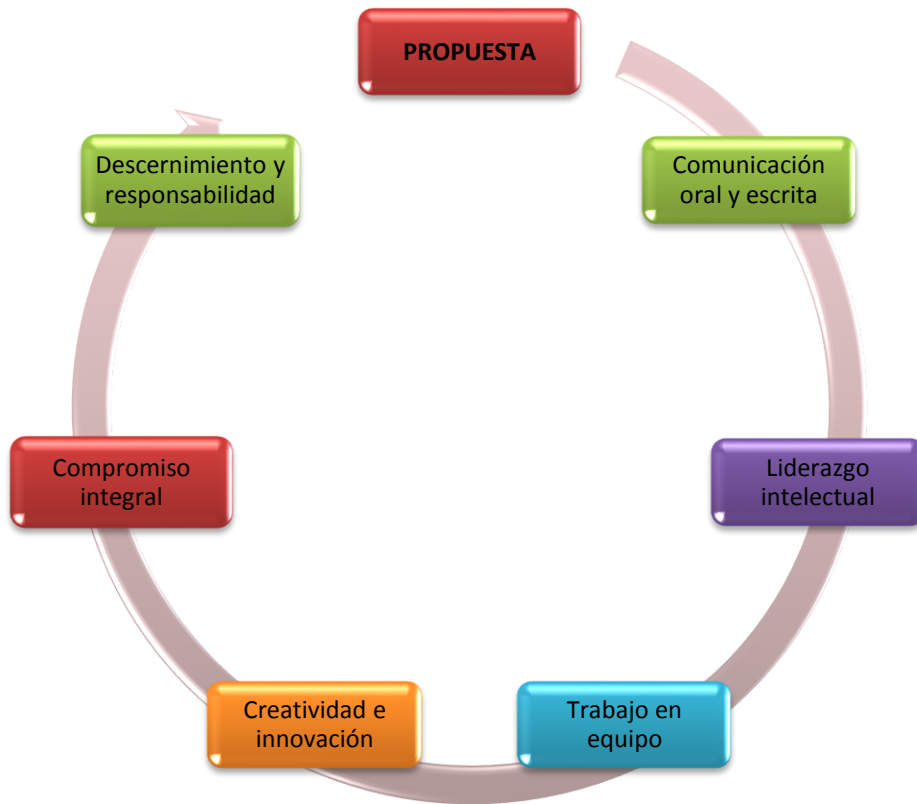 PROPUESTA
Comunicación
oral y escrita
Liderazgo
intelectual
Trabajo en
equipo
Creatividad e
innovación
Compromiso
integral
Descernimiento y
responsabilidad